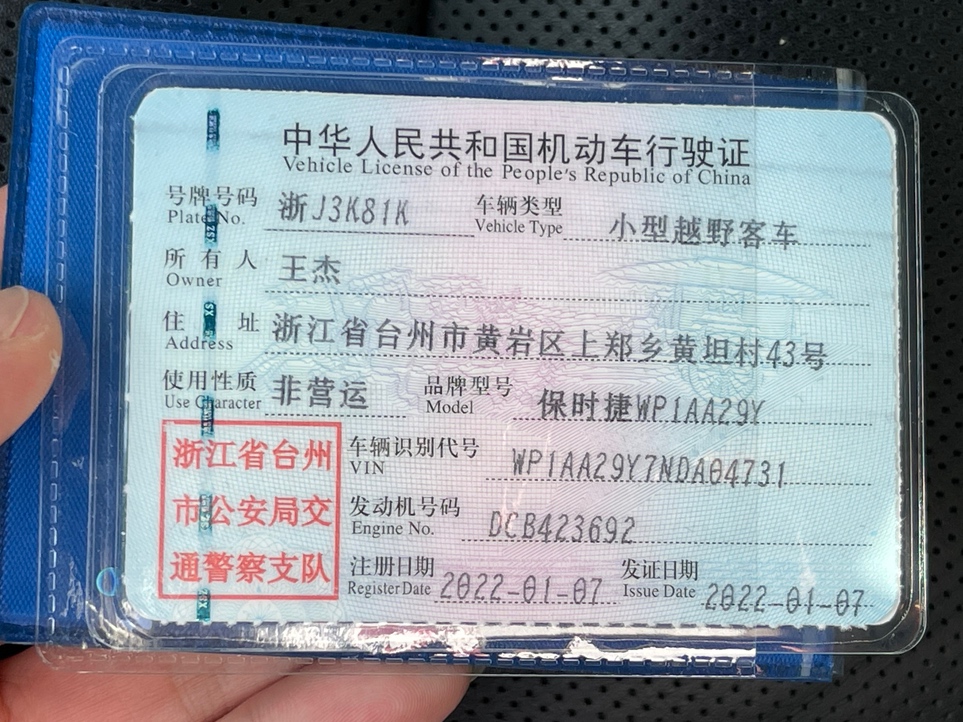 中华人民共和国机动车行驶证
Vehicle License of the People's Republic of China
号牌号码 浙J3K81K 车辆类型 小型越野客车
Plate No. Vehicle Type
所有人 王杰
Owner
住址 浙江省台州市黄岩区上郑乡黄坦村43号
Address
使用性质 非营运 品牌型号 保时捷WP1AA29Y
Use Character Model
浙江省台州
市公安局交
通警察支队
车辆识别代号 WP1AA29Y7NDA04731
VIN
发动机号码 DCB423692
Engine No.
注册日期 2022-01-07 发证日期 2022-01-07
Register Date Issue Date